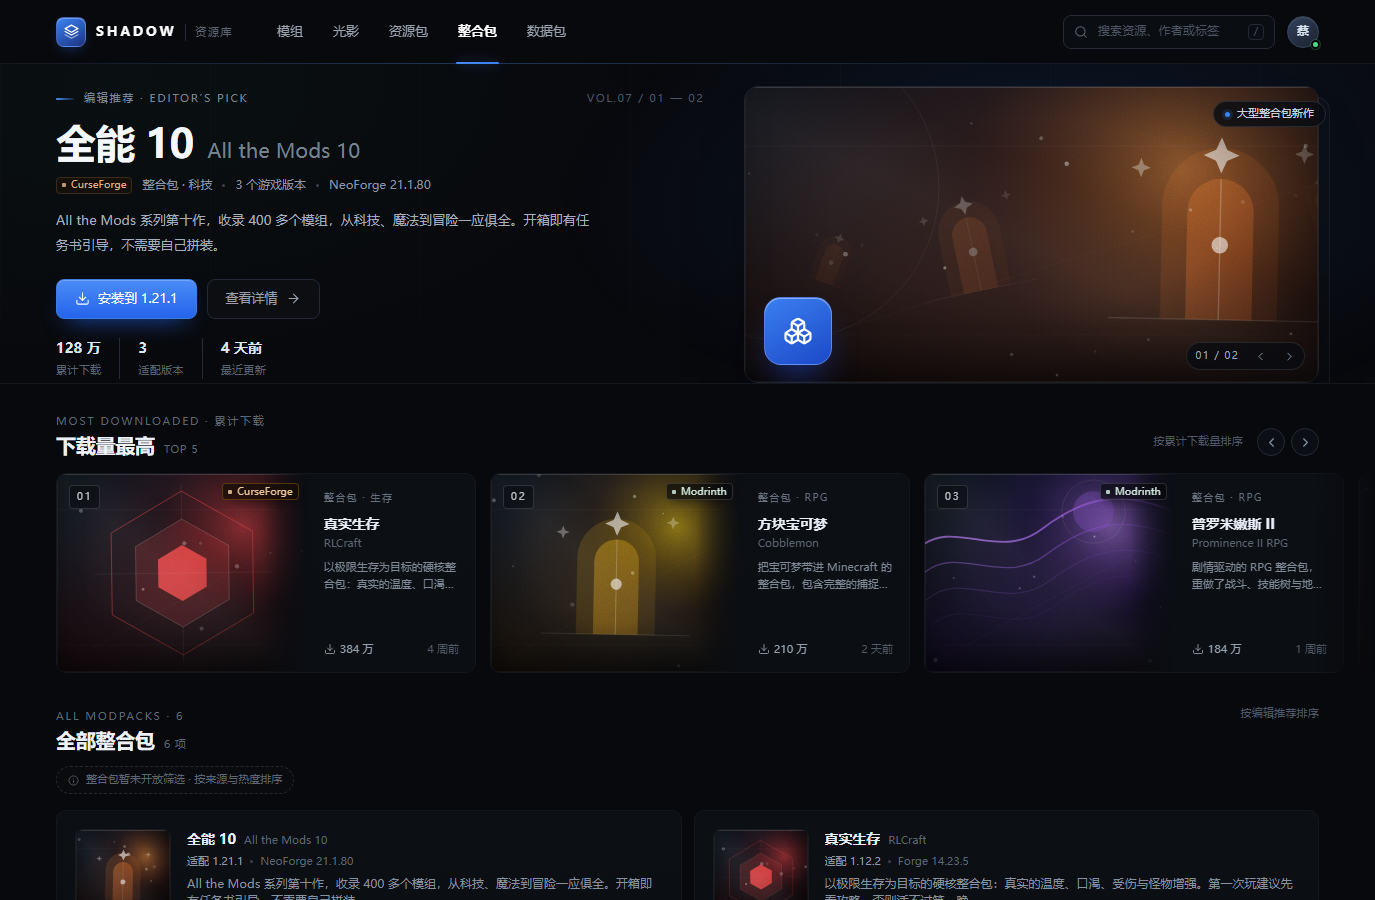 SHADOW 资源库 模组 光影 资源包 整合包 数据包 搜索资源、作者或标签 / 蔡
编辑推荐 · EDITOR'S PICK VOL.07 / 01 — 02
大型整合包新作
全能 10 All the Mods 10
CurseForge 整合包 · 科技 • 3 个游戏版本 • NeoForge 21.1.80
All the Mods 系列第十作，收录 400 多个模组，从科技、魔法到冒险一应俱全。开箱即有任
务书引导，不需要自己拼装。
安装到 1.21.1 查看详情
128 万 3 4 天前
累计下载 适配版本 最近更新
01 / 02
MOST DOWNLOADED · 累计下载
下载量最高 TOP 5 按累计下载量排序
01 CurseForge
整合包 · 生存
真实生存
RLCraft
以极限生存为目标的硬核整
合包：真实的温度、口渴...
384 万 4 周前
02 Modrinth
整合包 · RPG
方块宝可梦
Cobblemon
把宝可梦带进 Minecraft 的
整合包，包含完整的捕捉...
210 万 2 天前
03 Modrinth
整合包 · RPG
普罗米嫩斯 II
Prominence II RPG
剧情驱动的 RPG 整合包，
重做了战斗、技能树与地...
184 万 1 周前
ALL MODPACKS · 6
全部整合包 6 项 按编辑推荐排序
整合包暂未开放筛选 · 按来源与热度排序
全能 10 All the Mods 10
适配 1.21.1 • NeoForge 21.1.80
All the Mods 系列第十作，收录 400 多个模组，从科技、魔法到冒险一应俱全。开箱即
有任务书引导，不需要自己拼装。
真实生存 RLCraft
适配 1.12.2 • Forge 14.23.5
以极限生存为目标的硬核整合包：真实的温度、口渴、受伤与怪物增强。第一次玩建议先